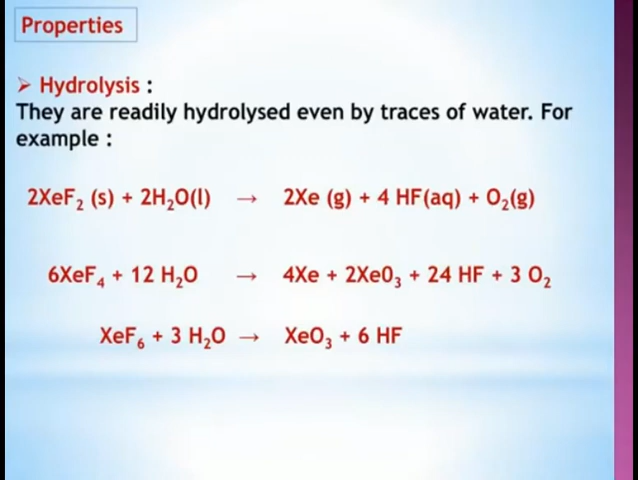 Properties
➢ Hydrolysis :
They are readily hydrolysed even by traces of water. For
example :
2XeF₂ (s) + 2H₂O(l) → 2Xe (g) + 4 HF(aq) + O₂(g)
6XeF₄ + 12 H₂O → 4Xe + 2Xe0₃ + 24 HF + 3 O₂
XeF₆ + 3 H₂O → XeO₃ + 6 HF